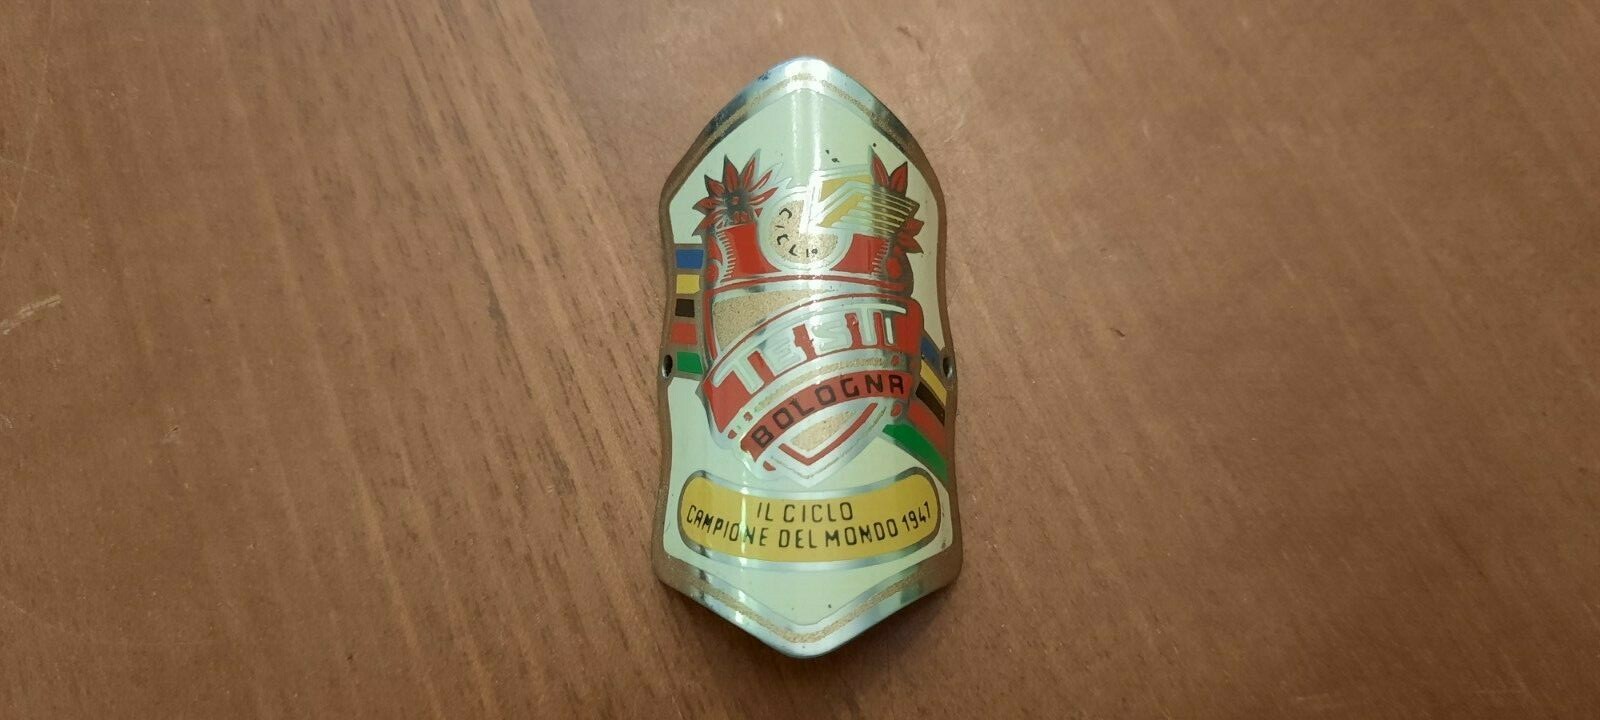 CICLI
TESTI
BOLOGNA
IL CICLO
CAMPIONE DEL MONDO 1947